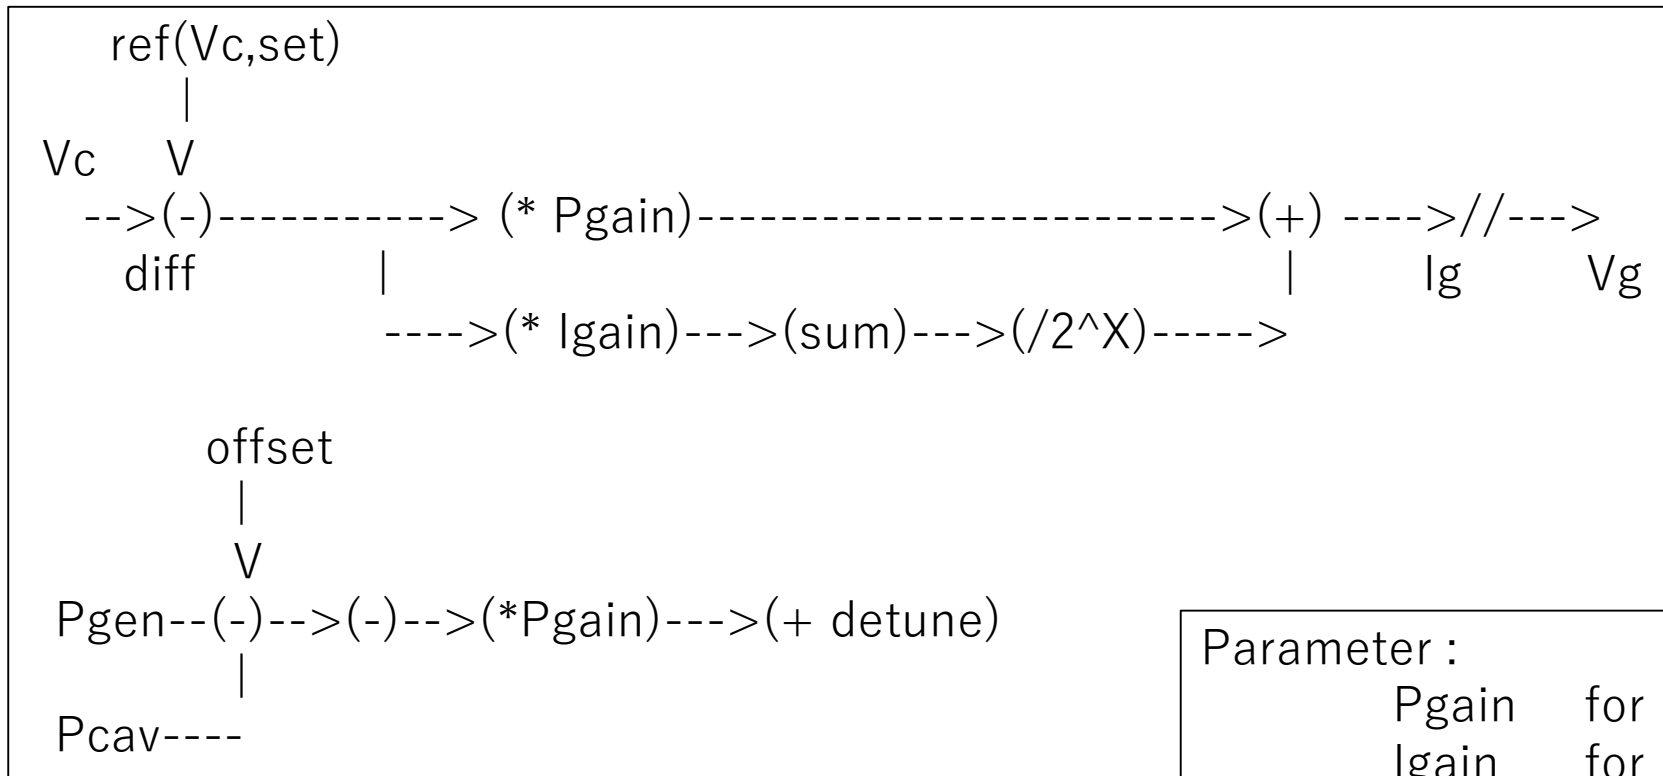 ref(Vc,set)
|
Vc V
-->(-)-----------> (* Pgain)------------------------->(+) ---->//--->
diff | | Ig Vg
---->(* Igain)--->(sum)--->(/2^X)----->
offset
|
V
Pgen--(-)-->(-)-->(*Pgain)--->(+ detune)
|
Pcav----
Parameter :
Pgain for
Igain for